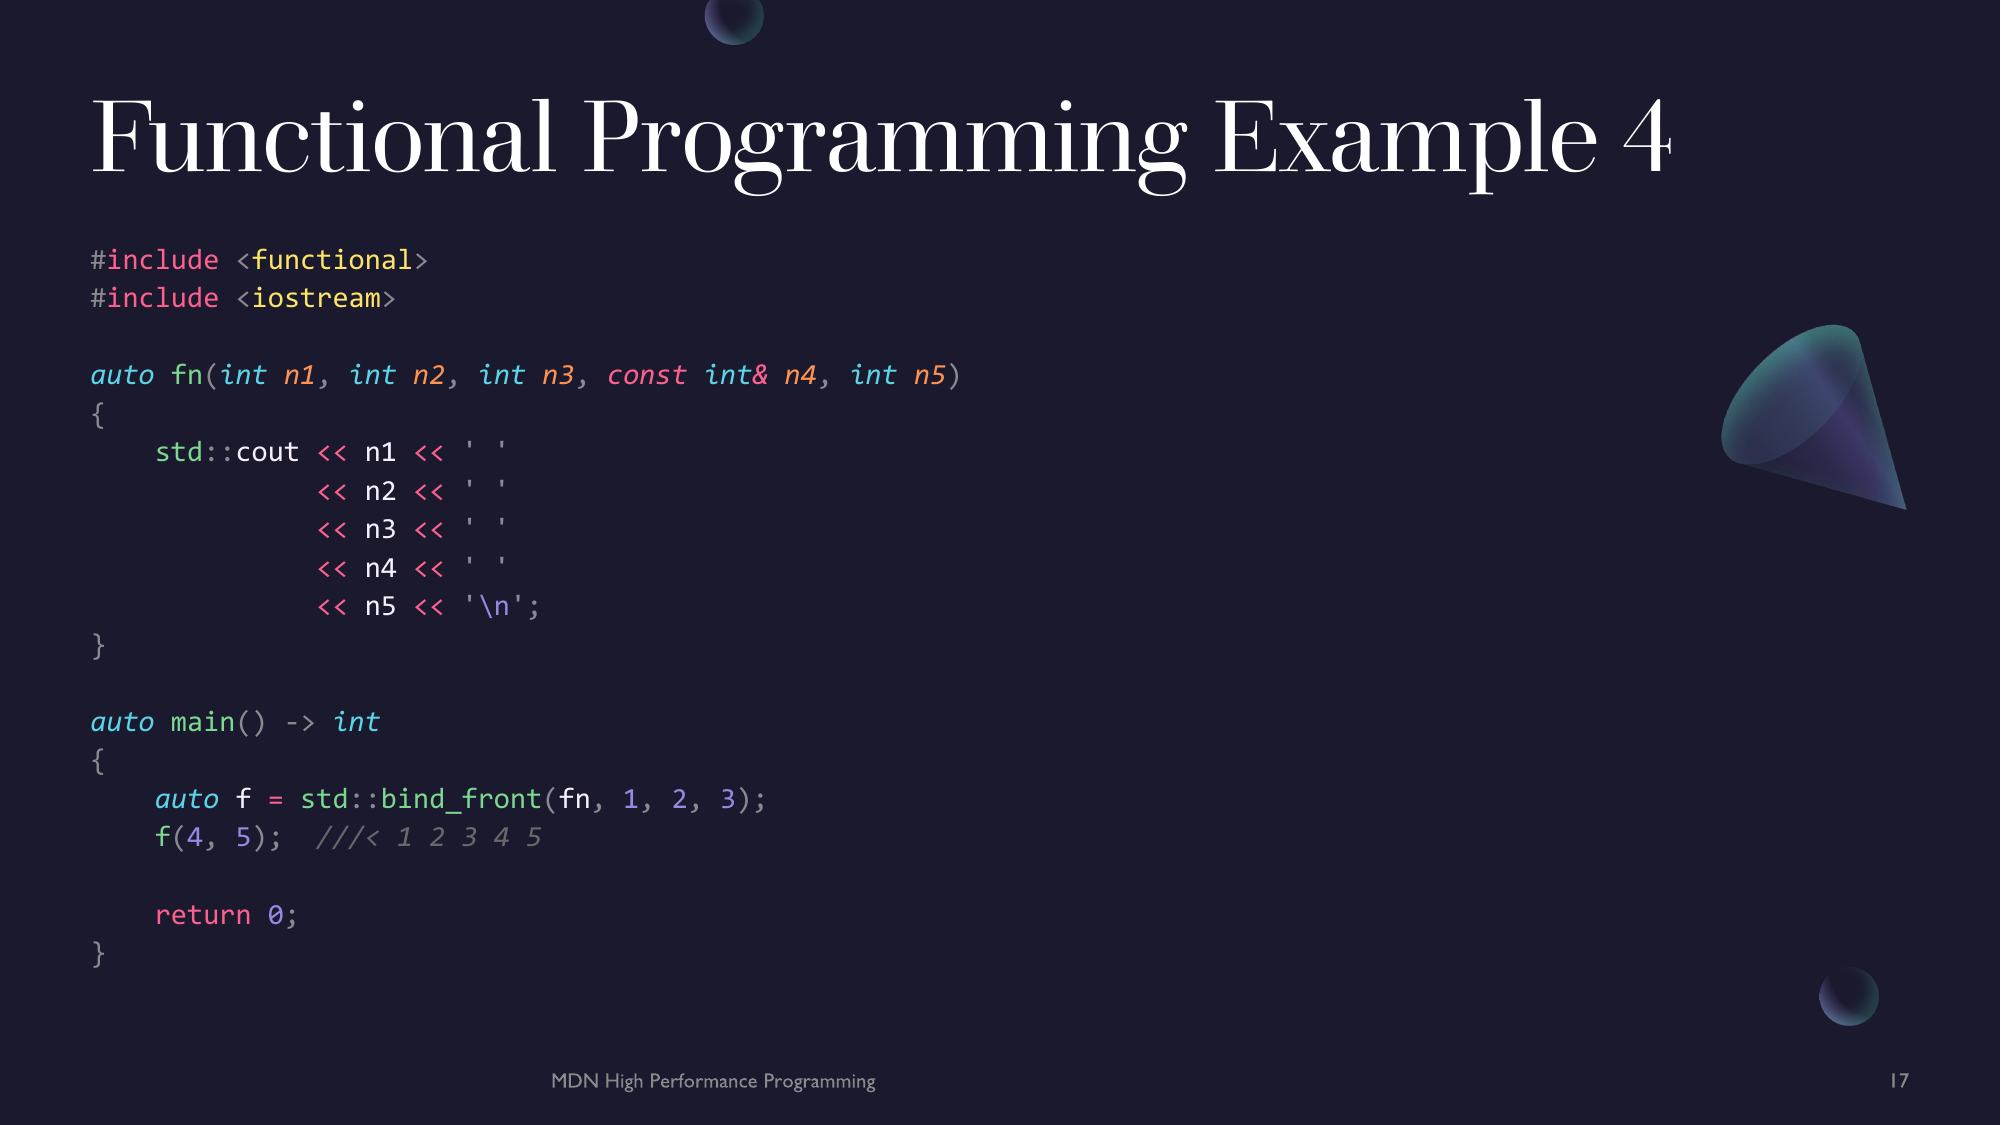 Functional Programming Example 4
#include <functional>
#include <iostream>
auto fn(int n1, int n2, int n3, const int& n4, int n5)
{
    std::cout << n1 << ' '
              << n2 << ' '
              << n3 << ' '
              << n4 << ' '
              << n5 << '\n';
}
auto main() -> int
{
    auto f = std::bind_front(fn, 1, 2, 3);
    f(4, 5);  ///< 1 2 3 4 5
    return 0;
}
MDN High Performance Programming
17